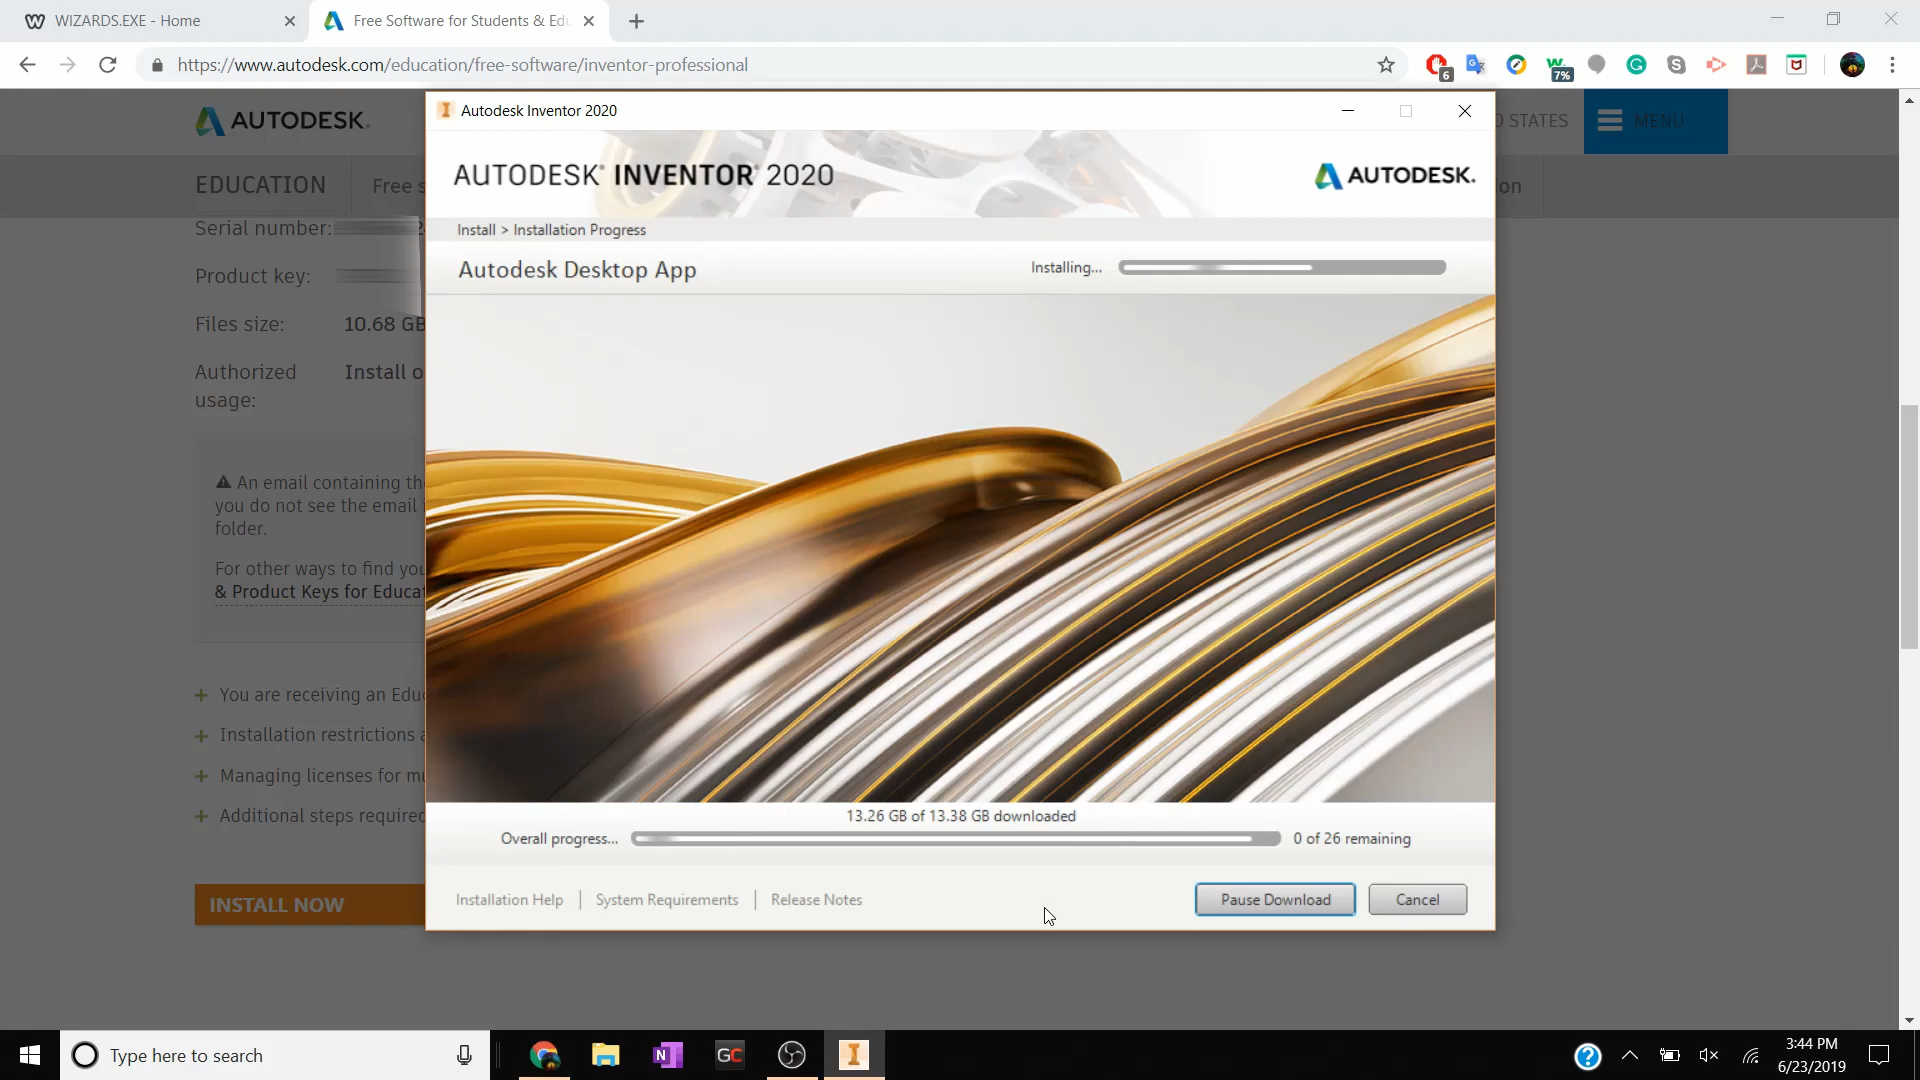 WIZARDS.EXE - Home
Free Software for Students & Edu
https://www.autodesk.com/education/free-software/inventor-professional
6
7%
AUTODESK.
D STATES
MENU
EDUCATION
Free s
on
Serial number:
Product key:
Files size: 10.68 GB
Authorized usage: Install o
An email containing th
you do not see the email i
folder.
For other ways to find you
& Product Keys for Educat
You are receiving an Edu
Installation restrictions a
Managing licenses for mu
Additional steps required
INSTALL NOW
Autodesk Inventor 2020
AUTODESK® INVENTOR® 2020
AUTODESK.
Install > Installation Progress
Autodesk Desktop App
Installing...
13.26 GB of 13.38 GB downloaded
Overall progress...
0 of 26 remaining
Installation Help
System Requirements
Release Notes
Pause Download
Cancel
Type here to search
N
GC
I
3:44 PM
6/23/2019